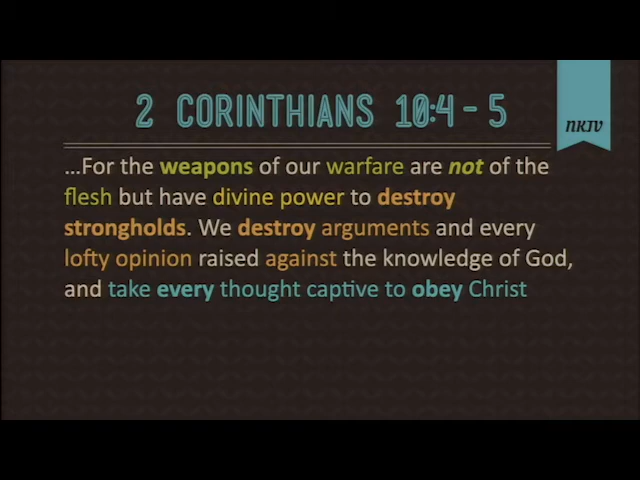 2 CORINTHIANS 10:4 - 5
NKJV
...For the weapons of our warfare are not of the
flesh but have divine power to destroy
strongholds. We destroy arguments and every
lofty opinion raised against the knowledge of God,
and take every thought captive to obey Christ